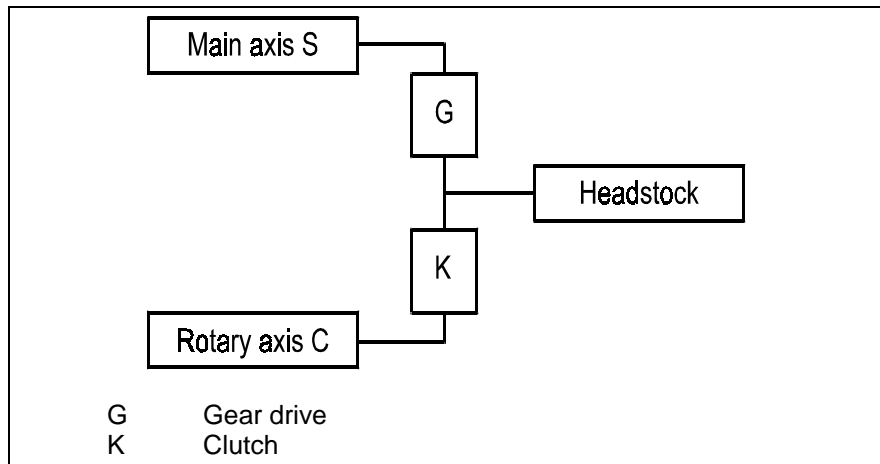 Main axis S
G
Headstock
K
Rotary axis C
G Gear drive
K Clutch